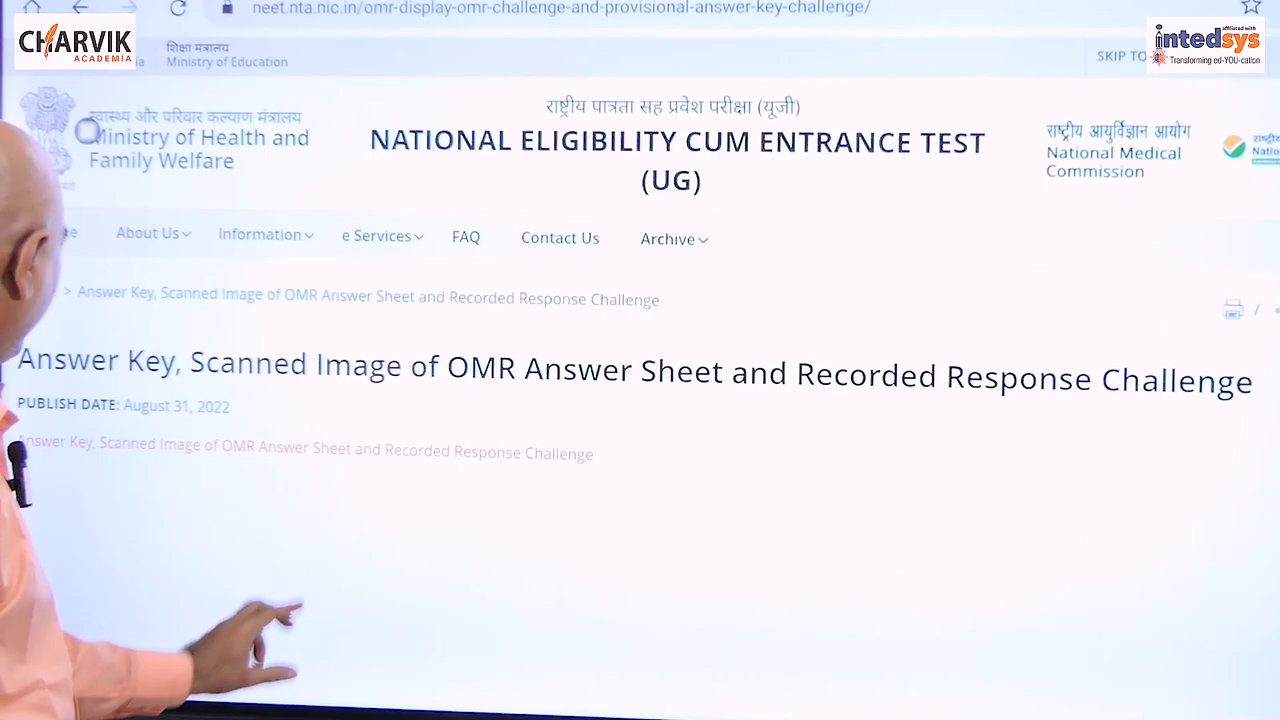 neet.nta.nic.in/omr-display-omr-challenge-and-provisional-answer-key-challenge/
CHARVIK
ACADEMIA
affiliated with
intedsys
Transforming ed-YOU-cation
शिक्षा मंत्रालय
Ministry of Education
SKIP TO
स्वास्थ्य और परिवार कल्याण मंत्रालय
Ministry of Health and
Family Welfare
राष्ट्रीय पात्रता सह प्रवेश परीक्षा (यूजी)
NATIONAL ELIGIBILITY CUM ENTRANCE TEST
(UG)
राष्ट्रीय आयुर्विज्ञान आयोग
National Medical
Commission
About Us Information e Services FAQ Contact Us Archive
> Answer Key, Scanned Image of OMR Answer Sheet and Recorded Response Challenge
/
Answer Key, Scanned Image of OMR Answer Sheet and Recorded Response Challenge
PUBLISH DATE: August 31, 2022
Answer Key, Scanned Image of OMR Answer Sheet and Recorded Response Challenge